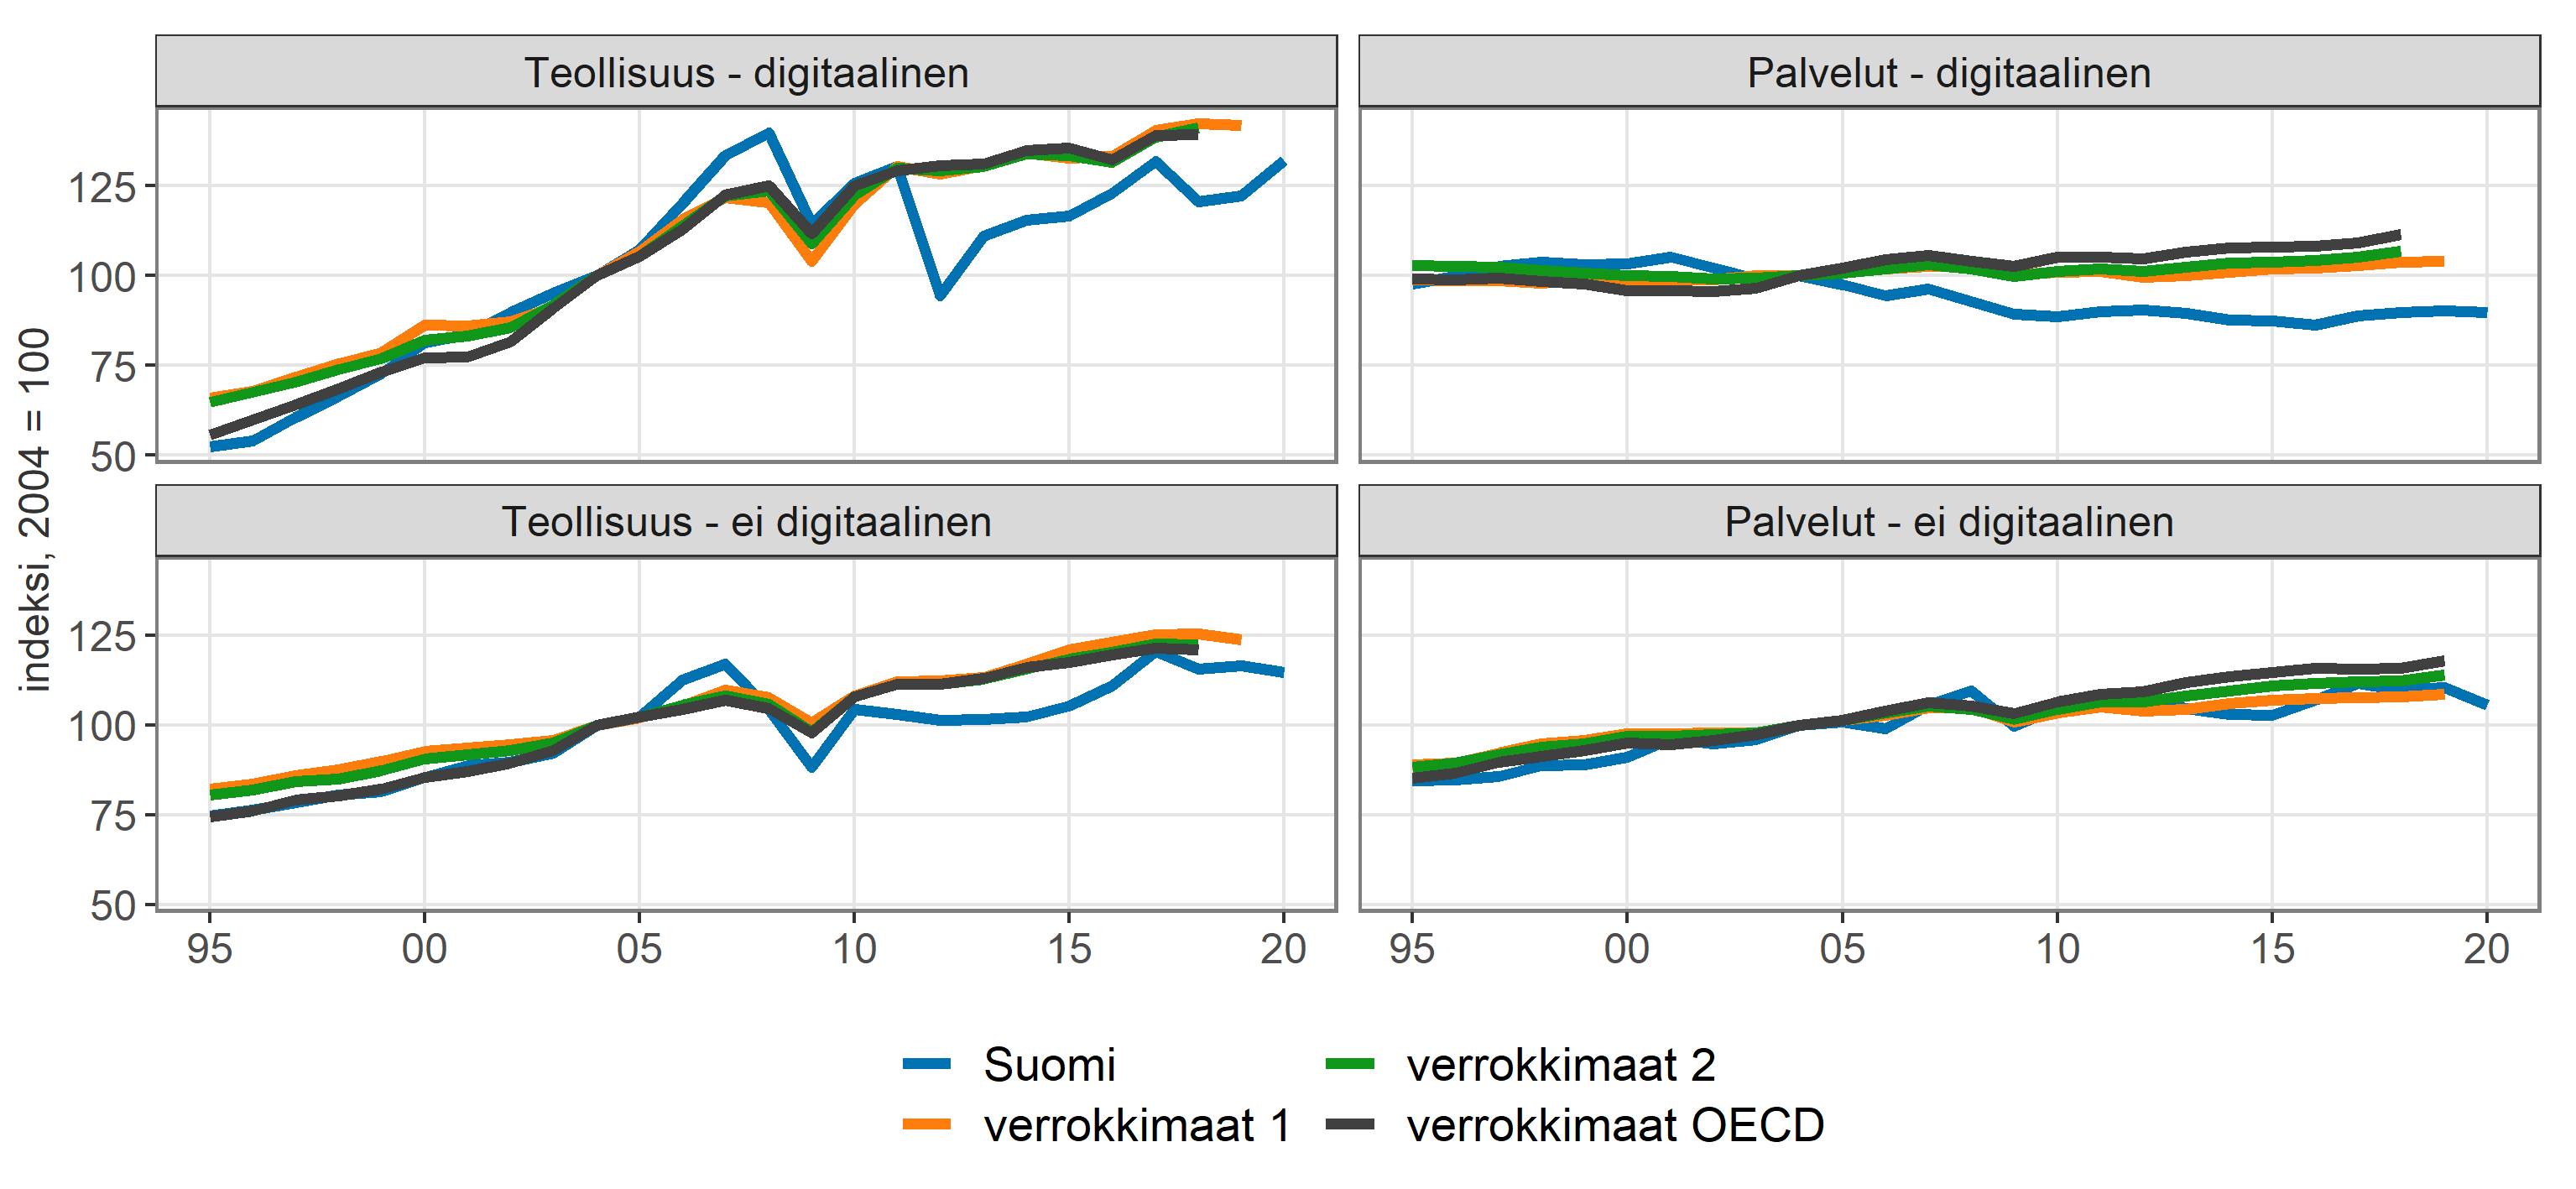 Teollisuus - digitaalinen
Palvelut - digitaalinen
125
100
75
50
indeksi, 2004 = 100
Teollisuus - ei digitaalinen
Palvelut - ei digitaalinen
125
100
75
50
95 00 05 10 15 20
95 00 05 10 15 20
Suomi
verrokkimaat 1
verrokkimaat 2
verrokkimaat OECD